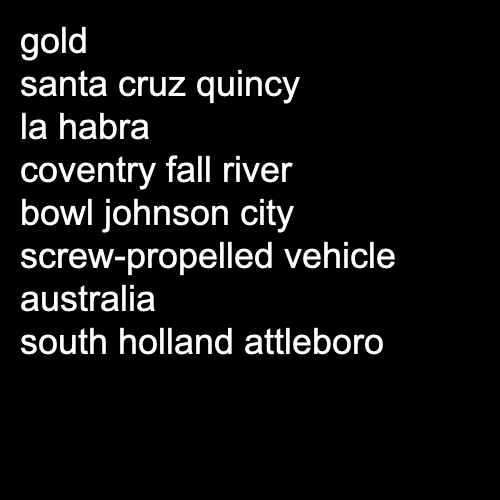 gold
santa cruz quincy
la habra
coventry fall river
bowl johnson city
screw-propelled vehicle
australia
south holland attleboro